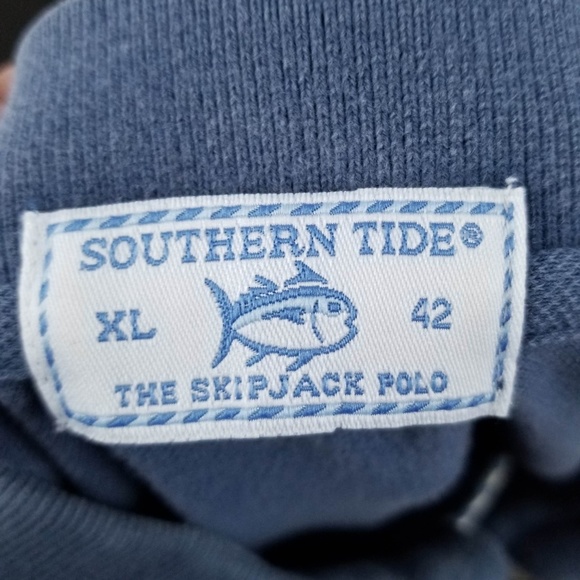 SOUTHERN TIDE®
XL 42
THE SKIPJACK POLO